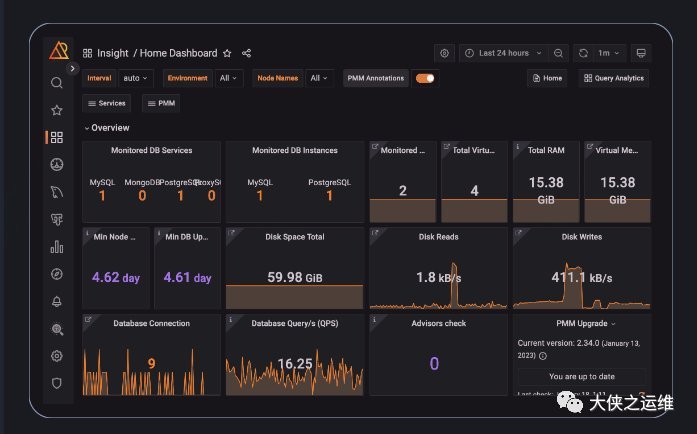 Insight / Home Dashboard
Last 24 hours
1m
Interval auto Environment All Node Names All PMM Annotations
Home Query Analytics
Services PMM
Overview
Monitored DB Services
MySQL MongoDB PostgreSQL ProxySQL
1 0 1 0
Monitored DB Instances
MySQL PostgreSQL
1 1
Monitored ...
2
Total Virtu...
4
Total RAM
15.38
GiB
Virtual Me...
15.38
GiB
Min Node ...
4.62 day
Min DB Up...
4.61 day
Disk Space Total
59.98 GiB
Disk Reads
1.8 kB/s
Disk Writes
411.1 kB/s
Database Connection
9
Database Query/s (QPS)
16.25
Advisors check
0
PMM Upgrade
Current version: 2.34.0 (January 13,
2023)
You are up to date
Last check: January 18,
大侠之运维